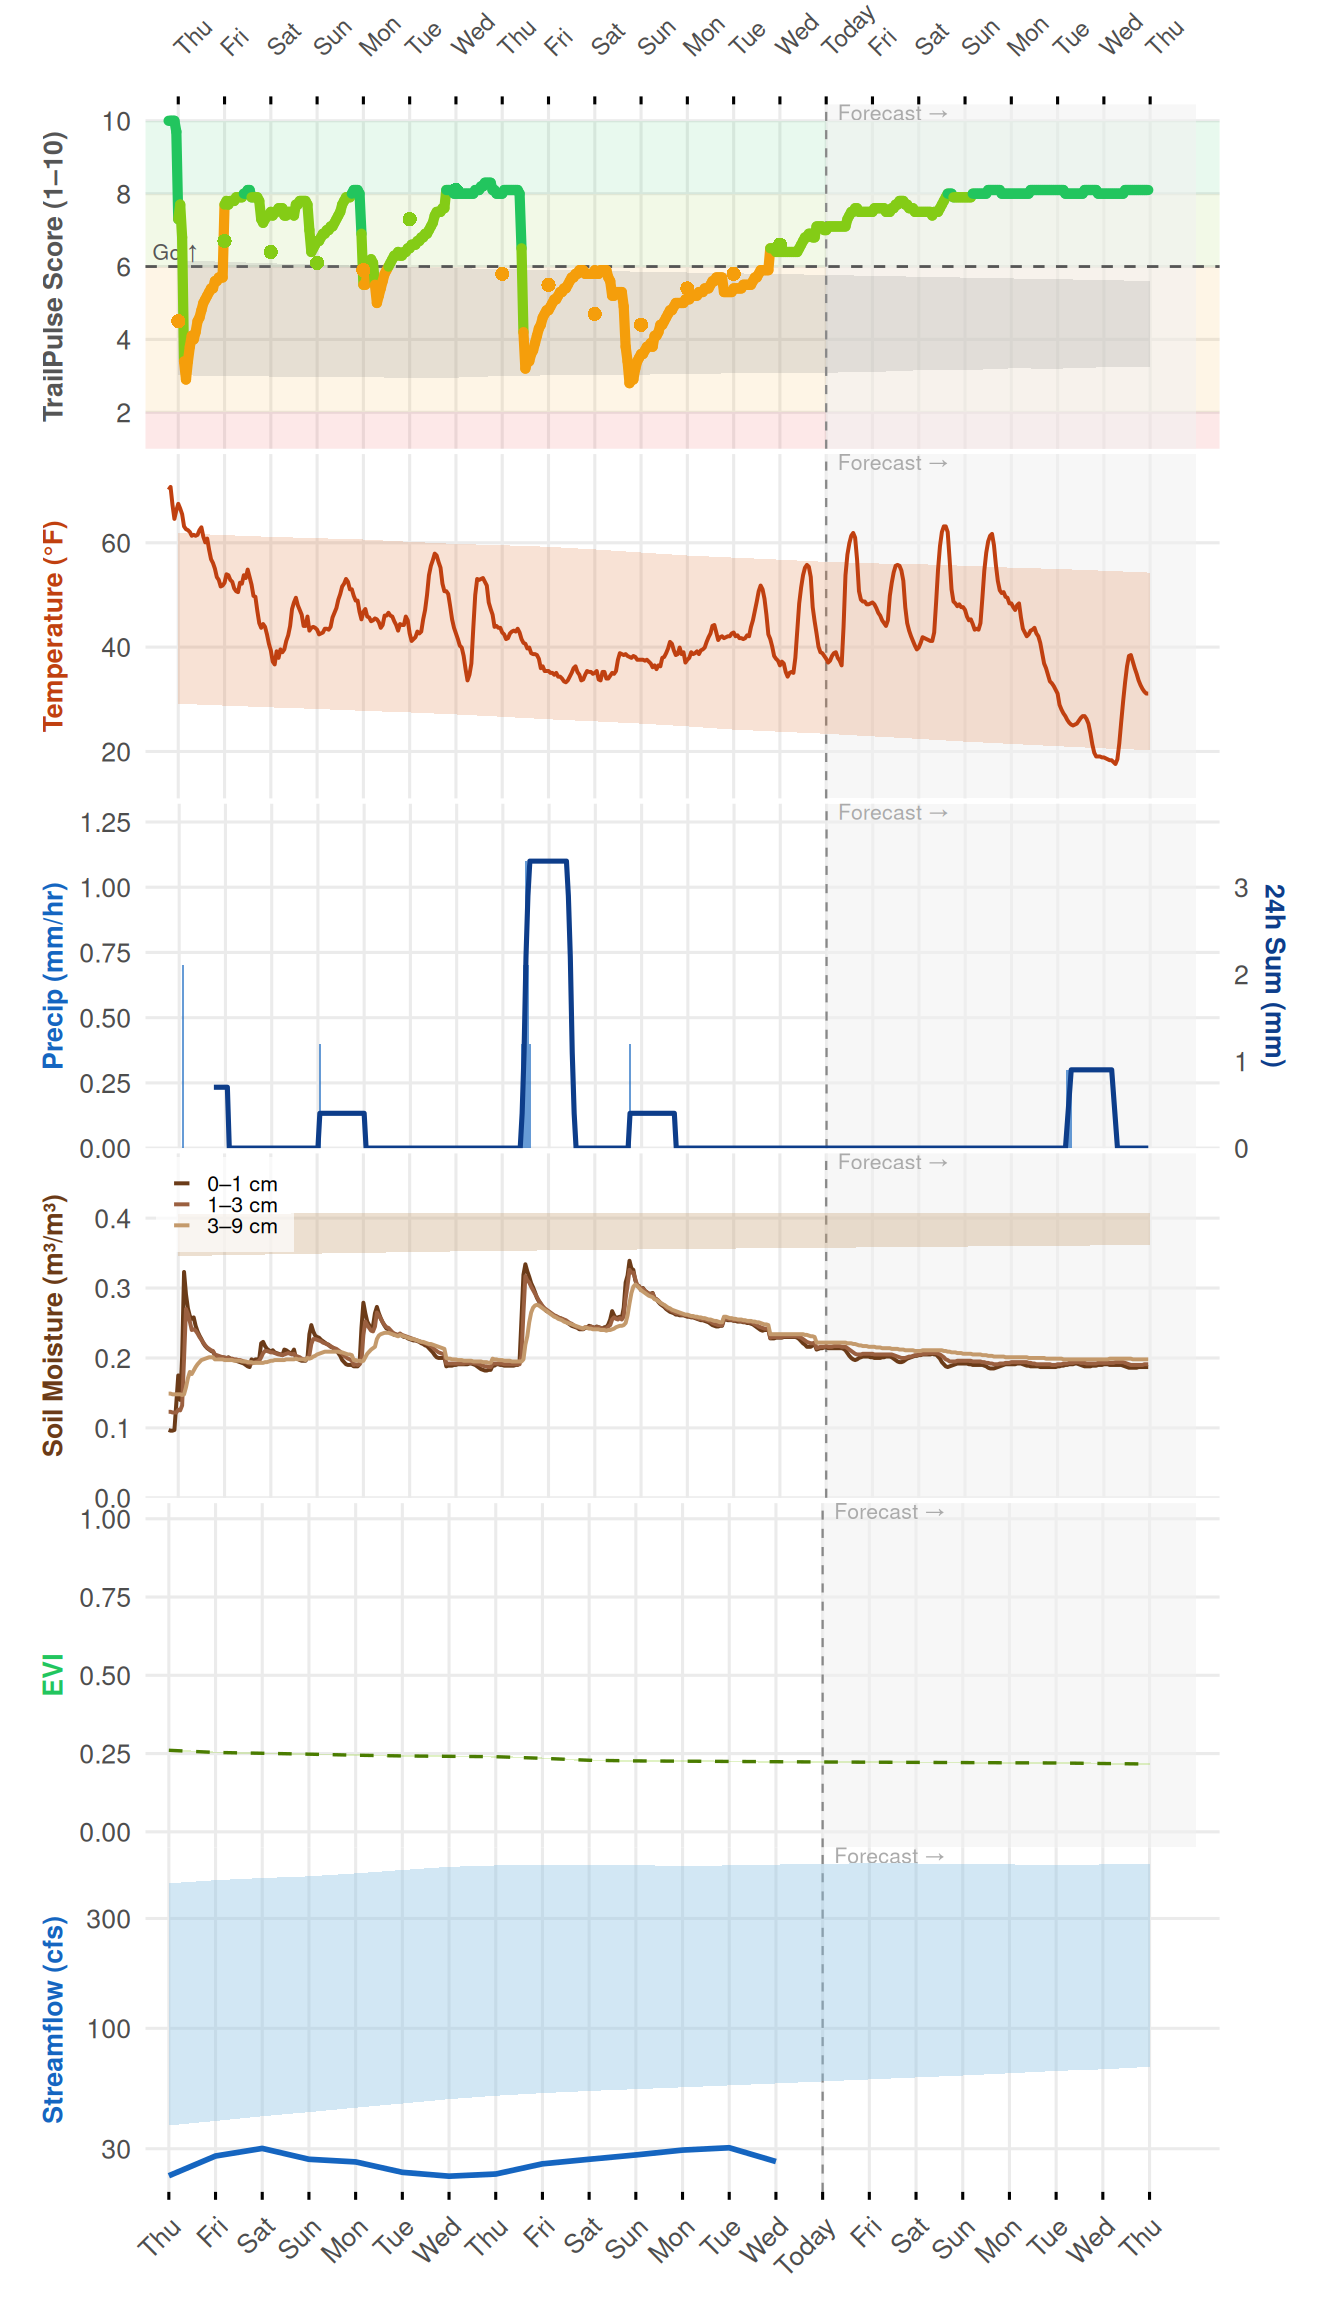 Thu Fri Sat Sun Mon Tue Wed Thu Fri Sat Sun Mon Tue Wed Today Fri Sat Sun Mon Tue Wed Thu
TrailPulse Score (1–10)
10
8
6
4
2
Go ↑
Forecast →
Temperature (°F)
60
40
20
Forecast →
Precip (mm/hr)
1.25
1.00
0.75
0.50
0.25
0.00
Forecast →
3
2
1
0
24h Sum (mm)
Soil Moisture (m³/m³)
0.4
0.3
0.2
0.1
0.0
0–1 cm
1–3 cm
3–9 cm
Forecast →
EVI
1.00
0.75
0.50
0.25
0.00
Forecast →
Streamflow (cfs)
300
100
30
Forecast →
Thu Fri Sat Sun Mon Tue Wed Thu Fri Sat Sun Mon Tue Wed Today Fri Sat Sun Mon Tue Wed Thu